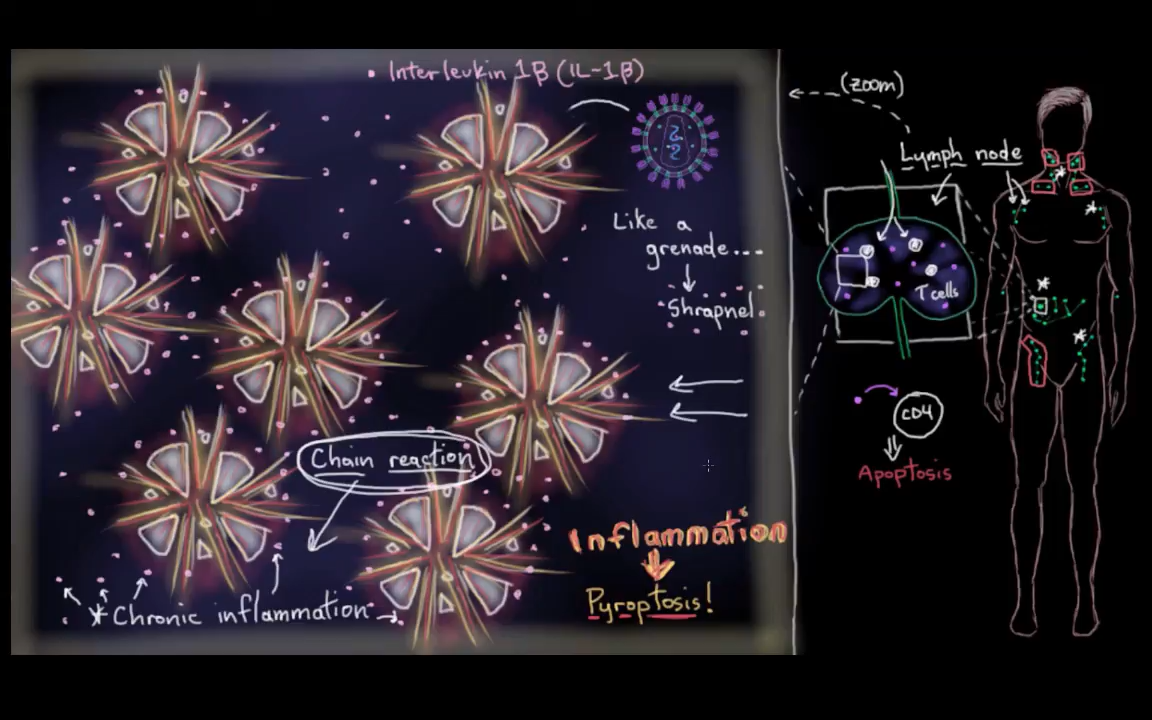 • Interleukin 1β (IL-1β)
Like a
grenade...
Shrapnel
Chain reaction
Inflammation
Pyroptosis!
* Chronic inflammation
(zoom)
Lymph node
T cells
CD4
Apoptosis